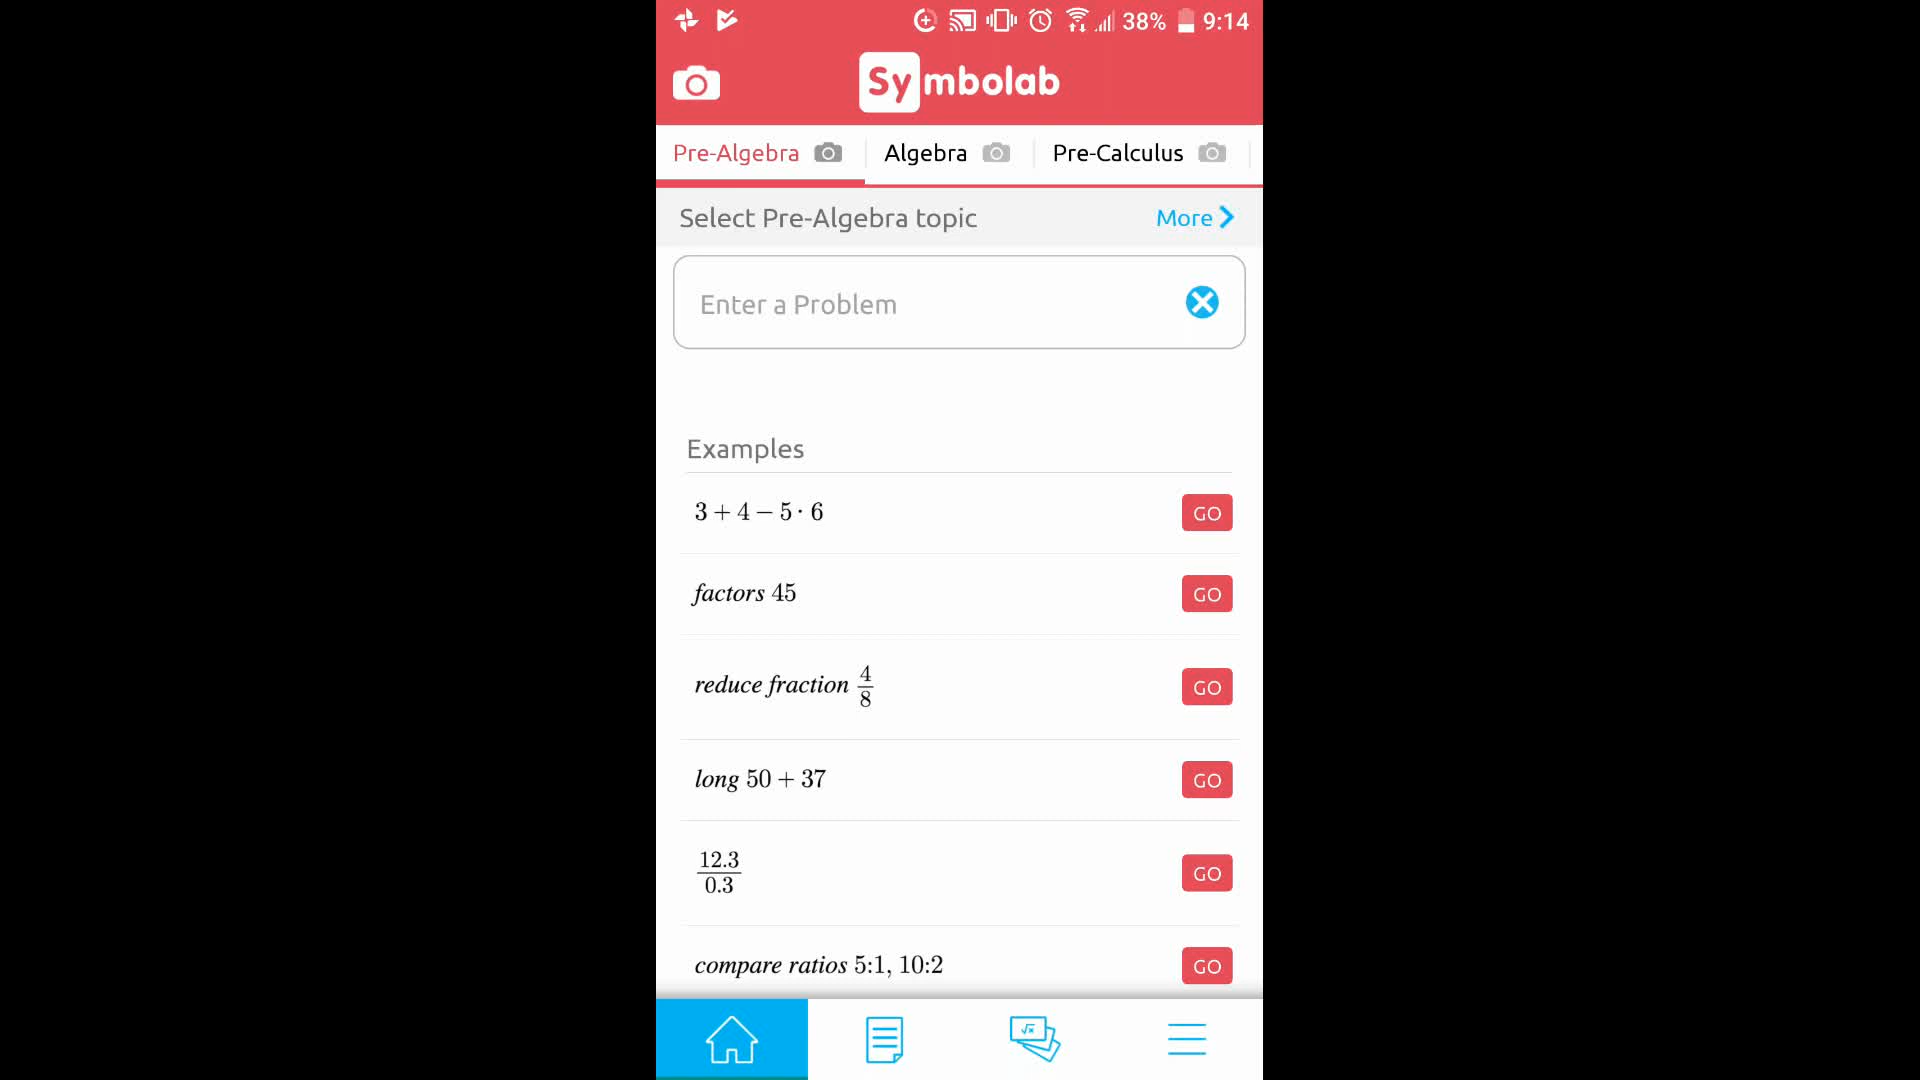 38% 9:14
Symbolab
Pre-Algebra Algebra Pre-Calculus
Select Pre-Algebra topic More
Enter a Problem
Examples
3 + 4 − 5 · 6 GO
factors 45 GO
reduce fraction 4/8 GO
long 50 + 37 GO
12.3/0.3 GO
compare ratios 5:1, 10:2 GO
√x